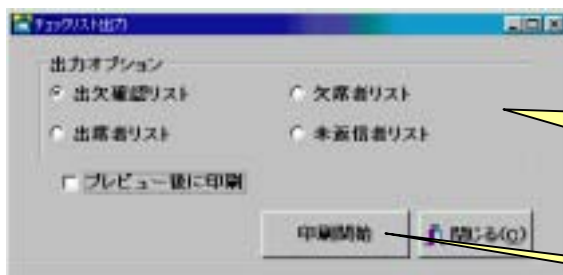 チェックリスト出力
出力オプション
出欠確認リスト
欠席者リスト
出席者リスト
未返信者リスト
プレビュー後に印刷
印刷開始
閉じる(C)